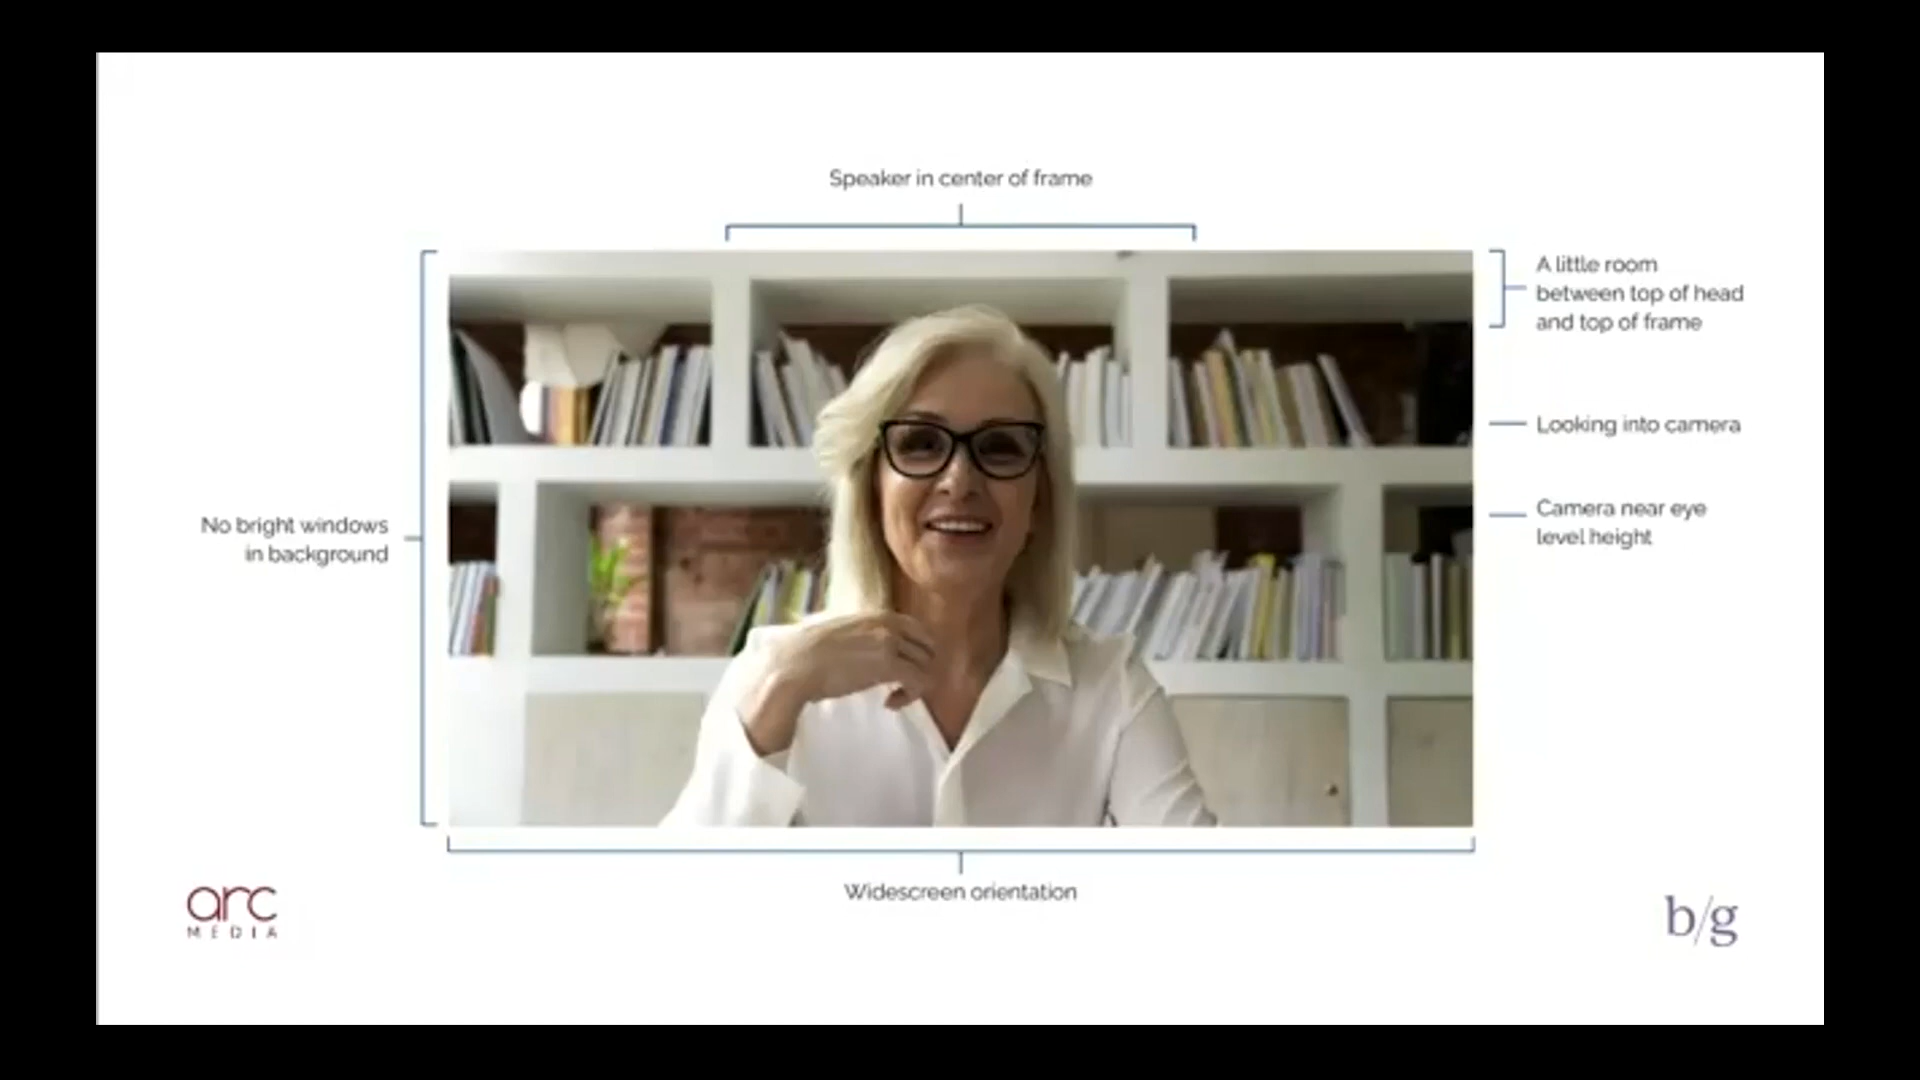 Speaker in center of frame
A little room
between top of head
and top of frame
Looking into camera
Camera near eye
level height
No bright windows
in background
Widescreen orientation
arc
MEDIA
b/g